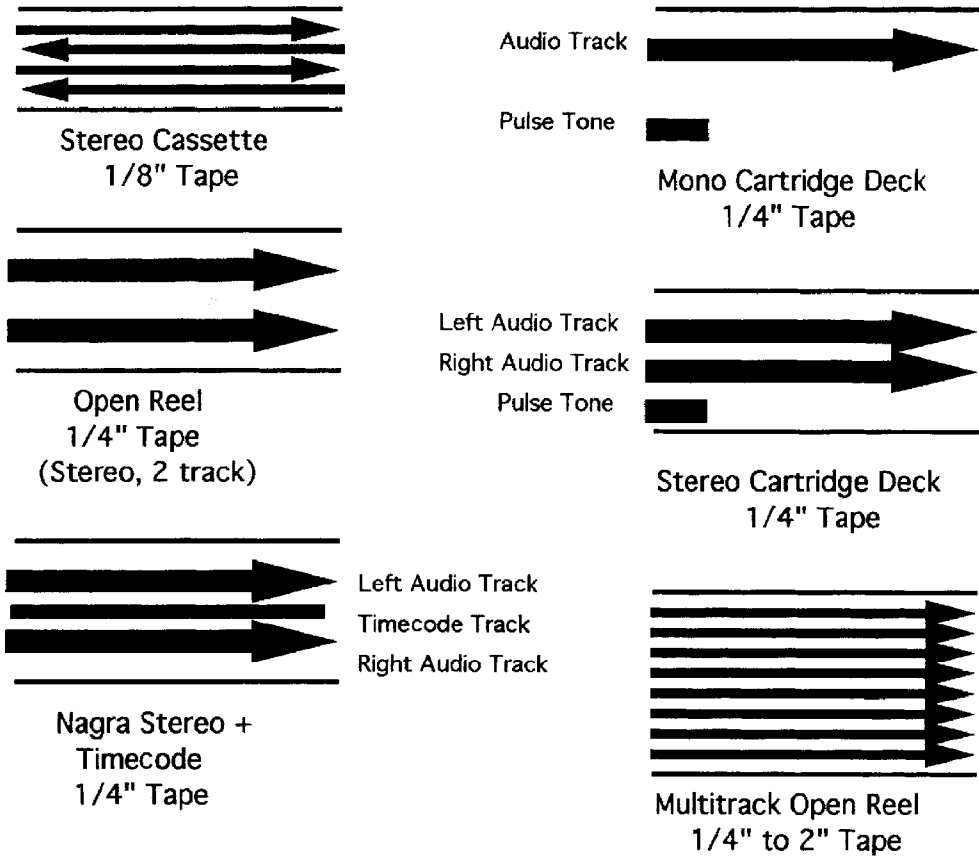 Stereo Cassette
1/8" Tape
Audio Track
Pulse Tone
Mono Cartridge Deck
1/4" Tape
Open Reel
1/4" Tape
(Stereo, 2 track)
Left Audio Track
Right Audio Track
Pulse Tone
Stereo Cartridge Deck
1/4" Tape
Left Audio Track
Timecode Track
Right Audio Track
Nagra Stereo +
Timecode
1/4" Tape
Multitrack Open Reel
1/4" to 2" Tape